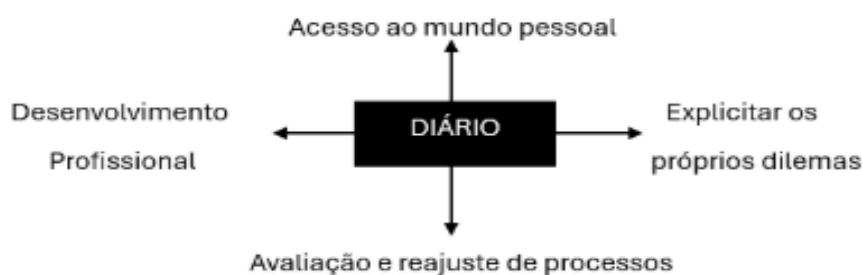 Acesso ao mundo pessoal
Desenvolvimento
Profissional
DIÁRIO
Explicitar os
próprios dilemas
Avaliação e reajuste de processos